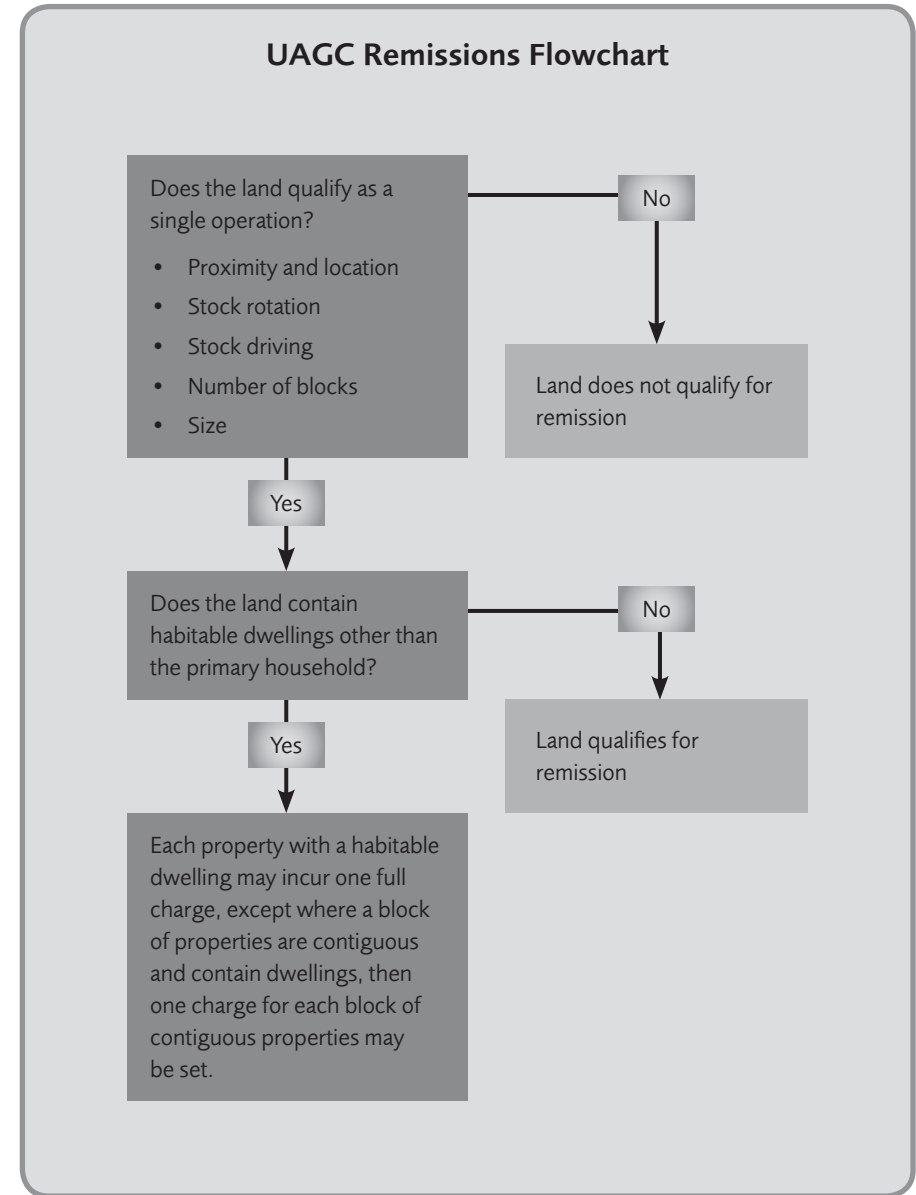 UAGC Remissions Flowchart
Does the land qualify as a
single operation?
• Proximity and location
• Stock rotation
• Stock driving
• Number of blocks
• Size
No
Land does not qualify for
remission
Yes
Does the land contain
habitable dwellings other than
the primary household?
No
Land qualifies for
remission
Yes
Each property with a habitable
dwelling may incur one full
charge, except where a block
of properties are contiguous
and contain dwellings, then
one charge for each block of
contiguous properties may
be set.